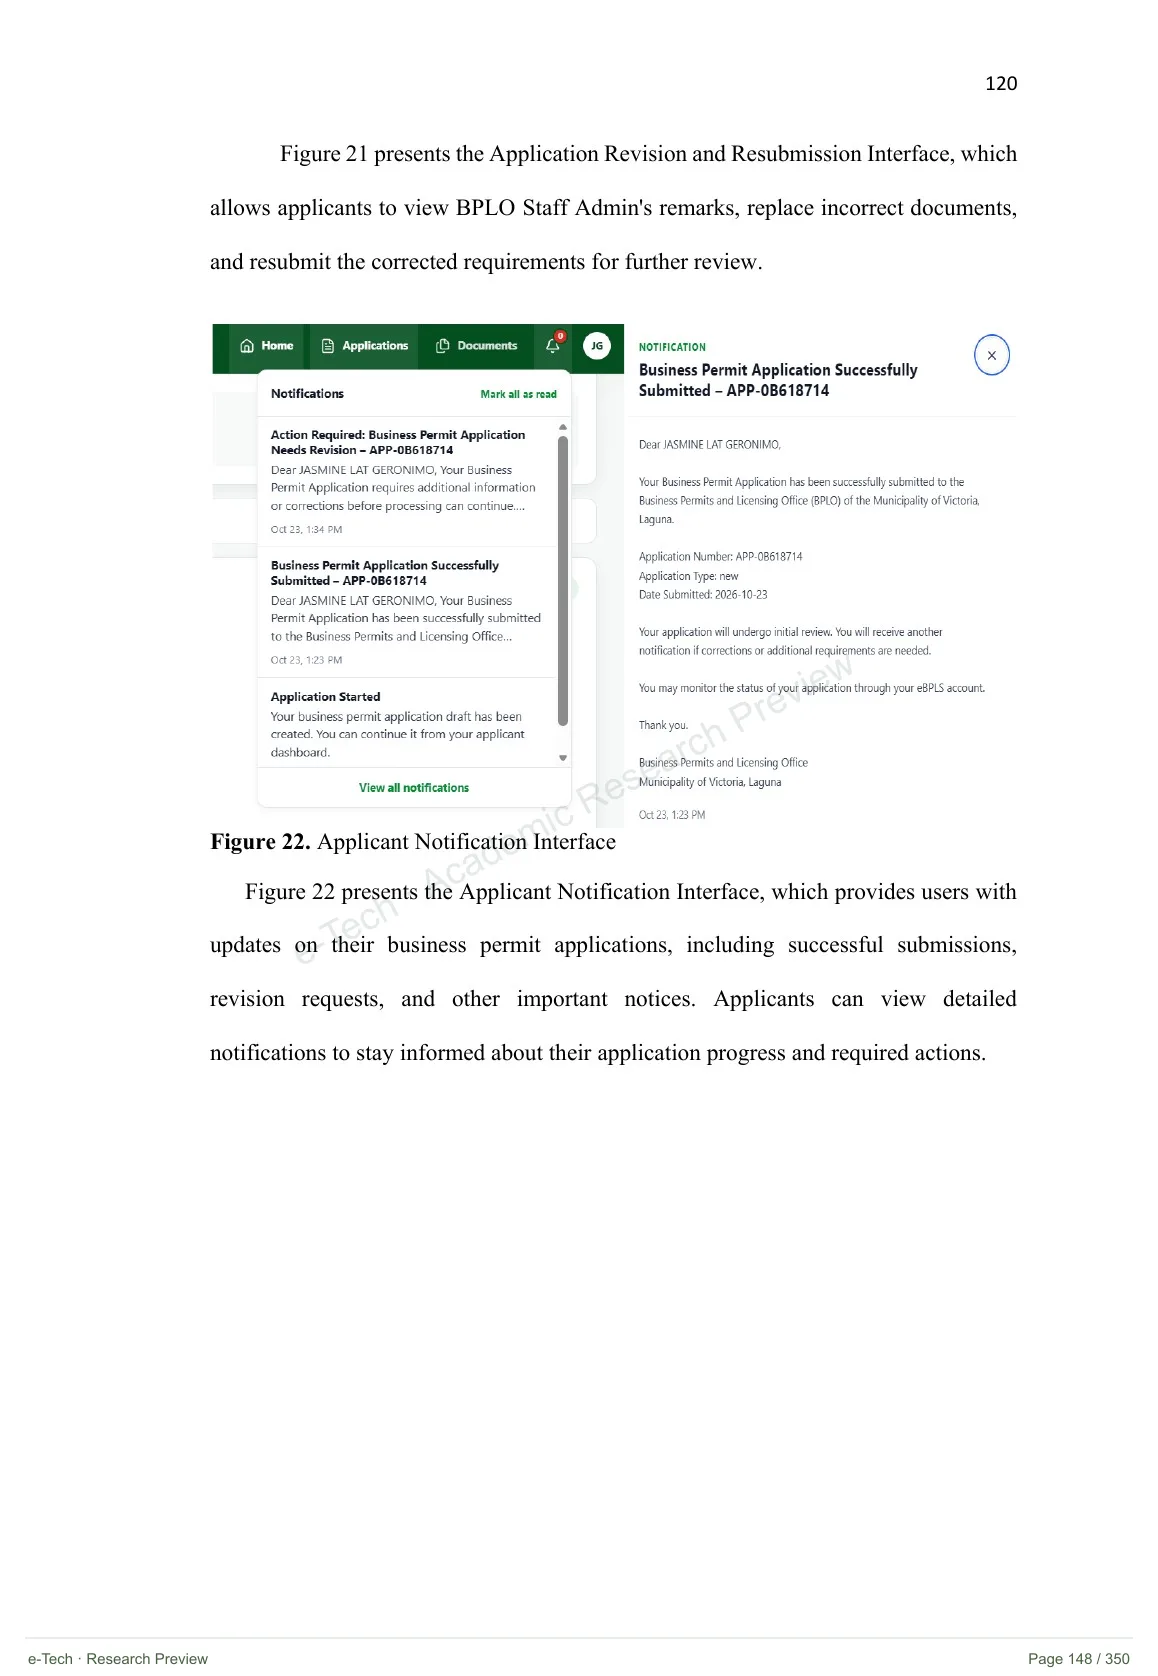 120
Figure 21 presents the Application Revision and Resubmission Interface, which
allows applicants to view BPLO Staff Admin's remarks, replace incorrect documents,
and resubmit the corrected requirements for further review.
Home Applications Documents JG
Notifications Mark all as read
Action Required: Business Permit Application
Needs Revision – APP-0B618714
Dear JASMINE LAT GERONIMO, Your Business
Permit Application requires additional information
or corrections before processing can continue....
Oct 23, 1:34 PM
Business Permit Application Successfully
Submitted – APP-0B618714
Dear JASMINE LAT GERONIMO, Your Business
Permit Application has been successfully submitted
to the Business Permits and Licensing Office...
Oct 23, 1:23 PM
Application Started
Your business permit application draft has been
created. You can continue it from your applicant
dashboard.
View all notifications
NOTIFICATION
Business Permit Application Successfully
Submitted – APP-0B618714
Dear JASMINE LAT GERONIMO,
Your Business Permit Application has been successfully submitted to the
Business Permits and Licensing Office (BPLO) of the Municipality of Victoria,
Laguna.
Application Number: APP-0B618714
Application Type: new
Date Submitted: 2026-10-23
Your application will undergo initial review. You will receive another
notification if corrections or additional requirements are needed.
You may monitor the status of your application through your eBPLS account.
Thank you.
Business Permits and Licensing Office
Municipality of Victoria, Laguna
Oct 23, 1:23 PM
Figure 22. Applicant Notification Interface
Figure 22 presents the Applicant Notification Interface, which provides users with
updates on their business permit applications, including successful submissions,
revision requests, and other important notices. Applicants can view detailed
notifications to stay informed about their application progress and required actions.
e-Tech · Academic Research Preview
e-Tech · Research Preview Page 148 / 350